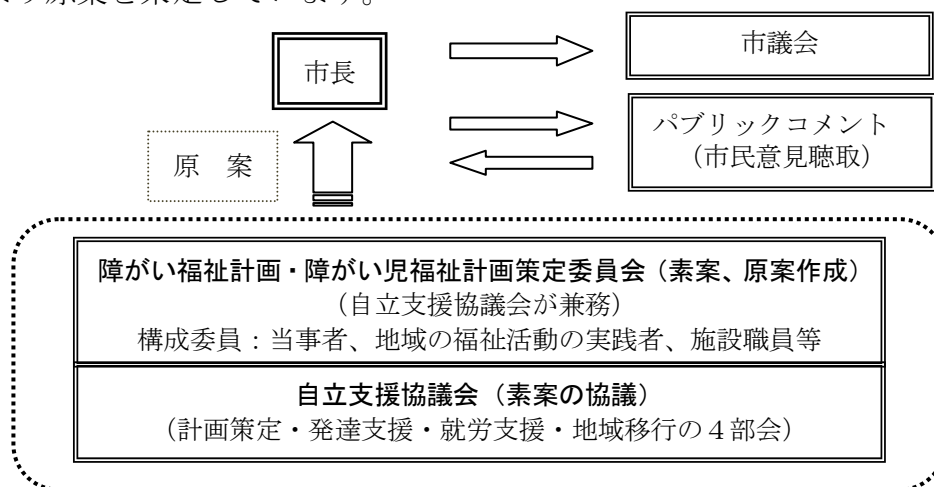 原案を策定しています。
市長
市議会
パブリックコメント
（市民意見聴取）
原　案
障がい福祉計画・障がい児福祉計画策定委員会（素案、原案作成）
（自立支援協議会が兼務）
構成委員：当事者、地域の福祉活動の実践者、施設職員等
自立支援協議会（素案の協議）
（計画策定・発達支援・就労支援・地域移行の４部会）